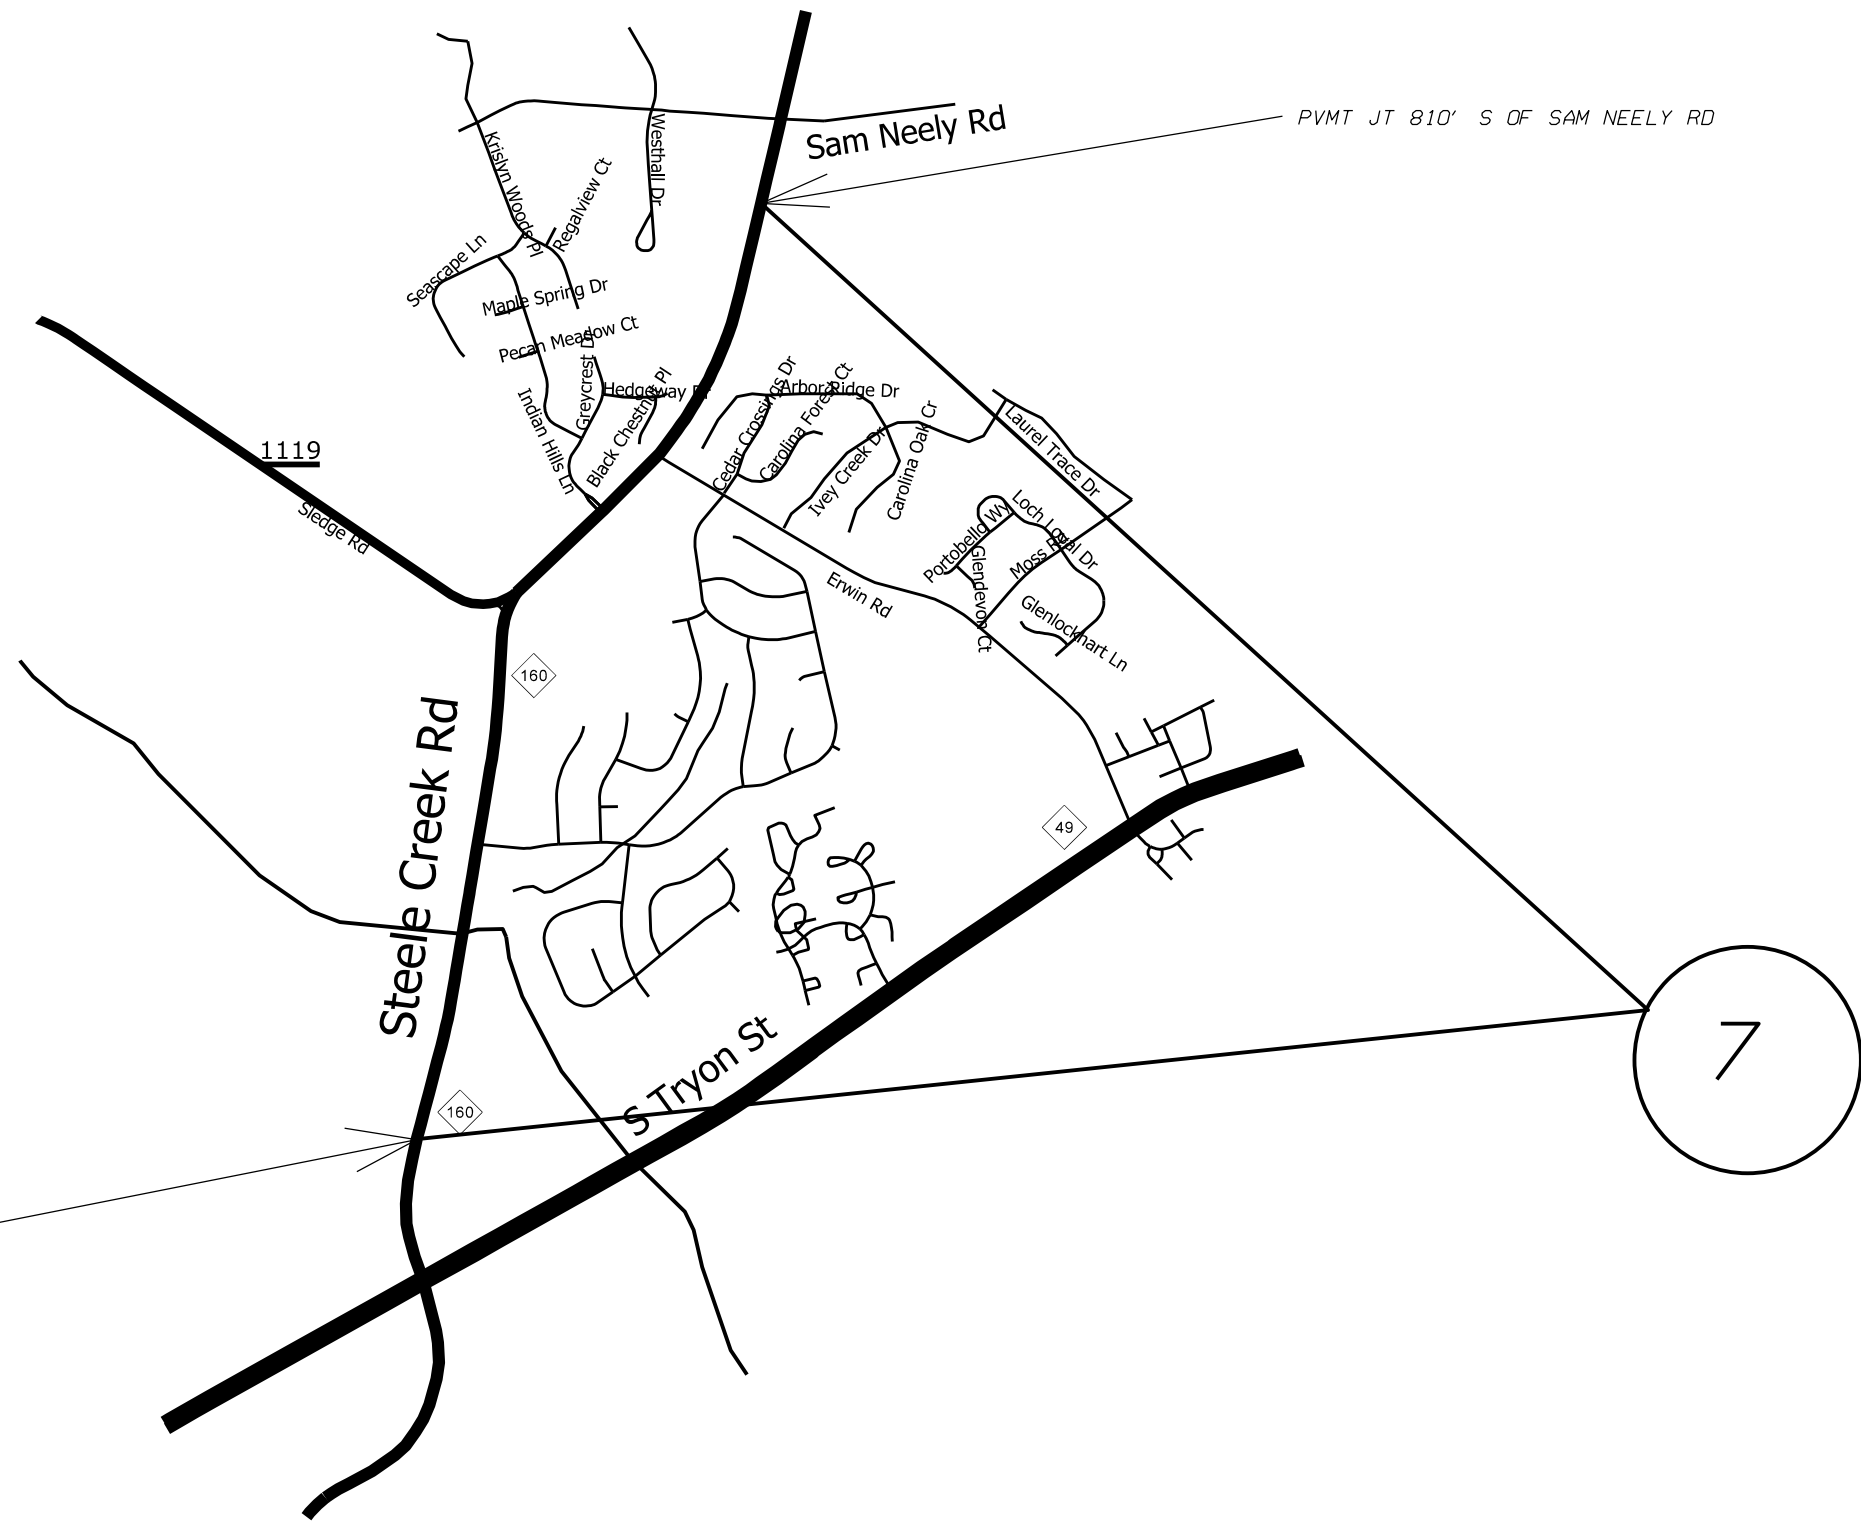 Sam Neely Rd
PVMT JT 810' S OF SAM NEELY RD
Krislyn Woods Pl
Westhall Dr
Regalview Ct
Seascape Ln
Maple Spring Dr
Pecan Meadow Ct
Greycrest Dr
Hedgeway Dr
Black Chestnut Pl
Indian Hills Ln
Cedar Crossings Dr
Arbor Ridge Dr
Carolina Forest Ct
Ivey Creek Dr
Carolina Oak Cr
Laurel Trace Dr
1119
Sledge Rd
Portobello Wy
Loch Loyal Dr
Moss Rd
Glendevon Ct
Glenlockhart Ln
Erwin Rd
160
Steele Creek Rd
49
S Tryon St
160
7